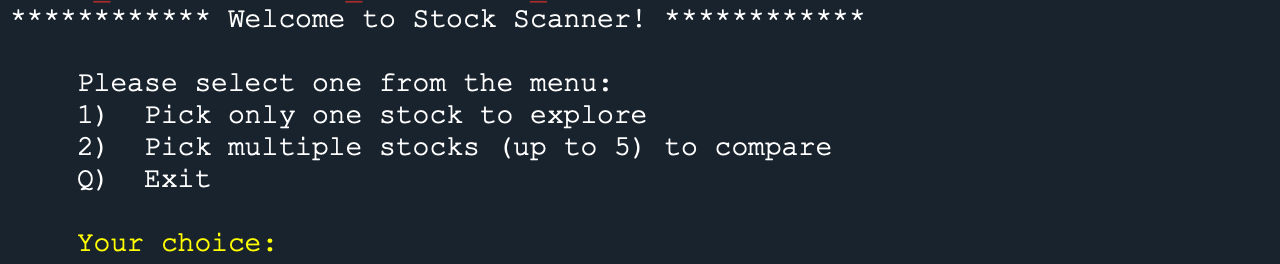 ************ Welcome to Stock Scanner! ************
Please select one from the menu:
1) Pick only one stock to explore
2) Pick multiple stocks (up to 5) to compare
Q) Exit
Your choice: